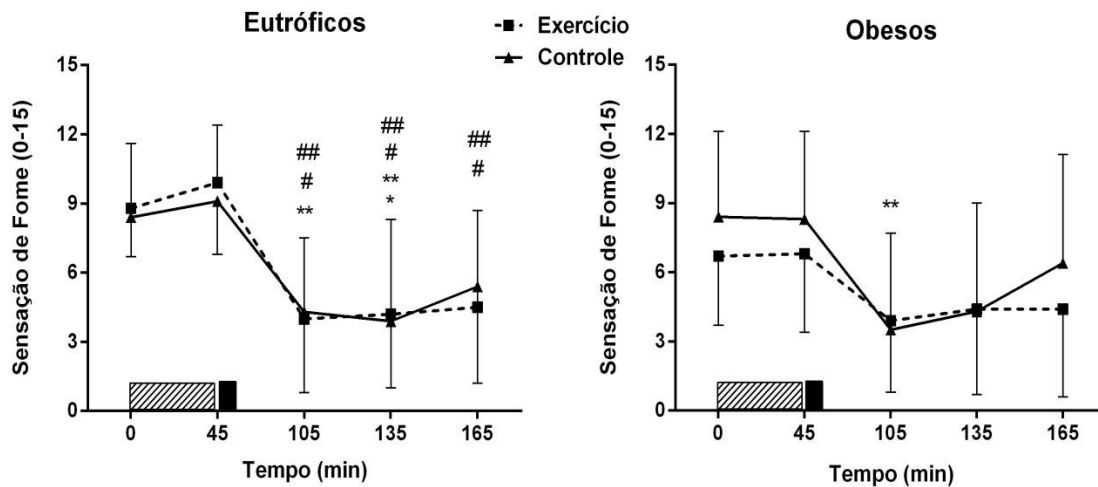 Eutróficos
Exercício
Controle
Obesos
Sensação de Fome (0-15)
15
12
9
6
3
0
##
#
**
##
#
**
*
##
#
0 45 105 135 165
Tempo (min)
Sensação de Fome (0-15)
15
12
9
6
3
0
**
0 45 105 135 165
Tempo (min)